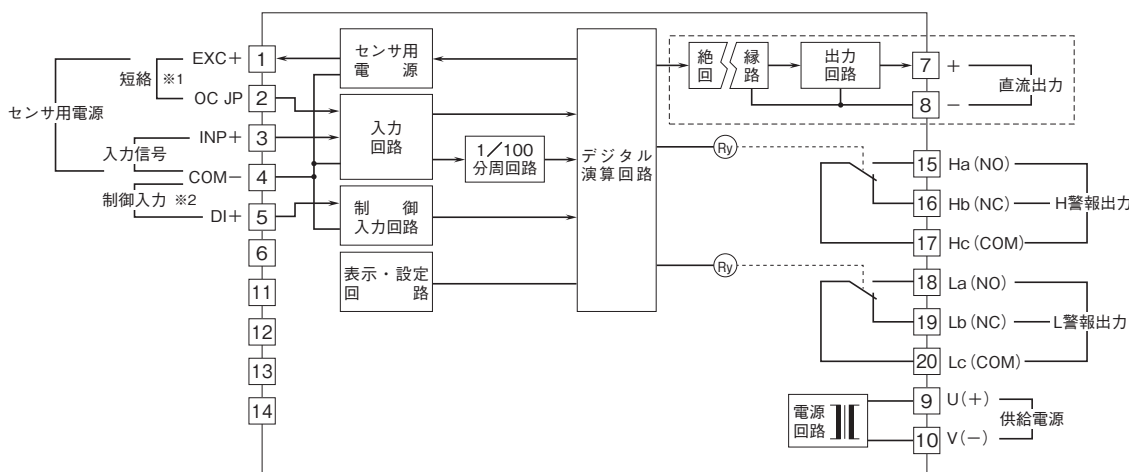 EXC+
短絡 ※1
OC JP
センサ用電源
INP+
入力信号
COM−
制御入力 ※2
DI+
1
2
3
4
5
6
11
12
13
14
センサ用
電源
入力
回路
1/100
分周回路
制御
入力回路
表示・設定
回路
デジタル
演算回路
絶縁
回路
出力
回路
7
+
8
−
直流出力
Ry
15
Ha(NO)
16
Hb(NC)
H警報出力
17
Hc(COM)
Ry
18
La(NO)
19
Lb(NC)
L警報出力
20
Lc(COM)
電源
回路
9
U(+)
供給電源
10
V(−)